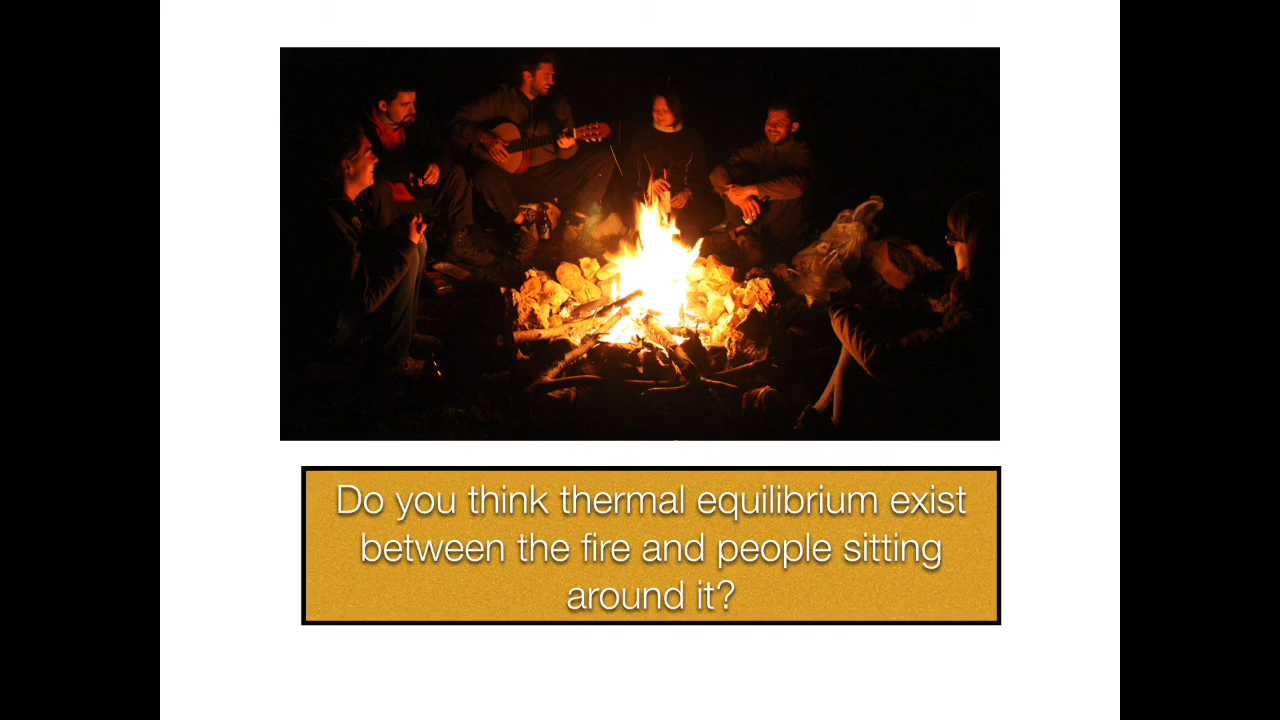 Do you think thermal equilibrium exist
between the fire and people sitting
around it?